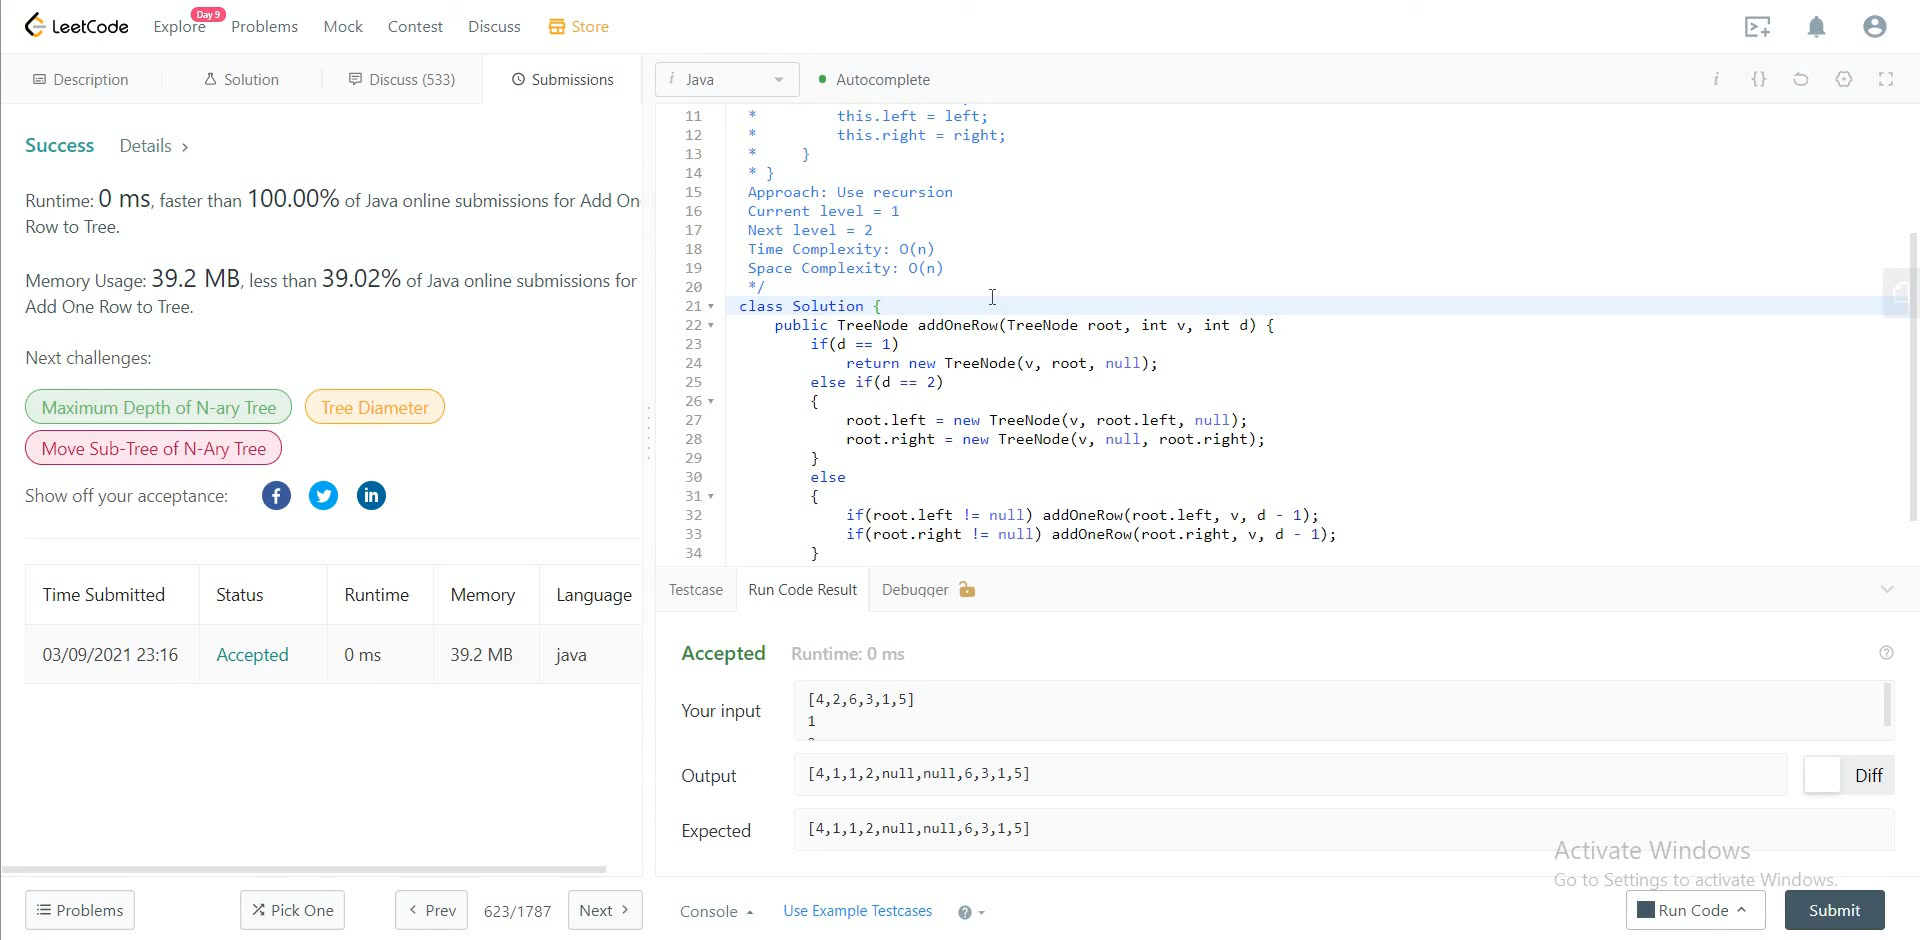 LeetCode
Explore
Day 9
Problems
Mock
Contest
Discuss
Store
Description
Solution
Discuss (533)
Submissions
Success
Details >
Runtime: 0 ms, faster than 100.00% of Java online submissions for Add On
Row to Tree.
Memory Usage: 39.2 MB, less than 39.02% of Java online submissions for
Add One Row to Tree.
Next challenges:
Maximum Depth of N-ary Tree
Tree Diameter
Move Sub-Tree of N-Ary Tree
Show off your acceptance:
Time Submitted Status Runtime Memory Language
03/09/2021 23:16 Accepted 0 ms 39.2 MB java
Problems
Pick One
< Prev
623/1787
Next >
i Java
Autocomplete
11 * this.left = left;
12 * this.right = right;
13 * }
14 * }
15 Approach: Use recursion
16 Current level = 1
17 Next level = 2
18 Time Complexity: O(n)
19 Space Complexity: O(n)
20 */
21 class Solution {
22 public TreeNode addOneRow(TreeNode root, int v, int d) {
23 if(d == 1)
24 return new TreeNode(v, root, null);
25 else if(d == 2)
26 {
27 root.left = new TreeNode(v, root.left, null);
28 root.right = new TreeNode(v, null, root.right);
29 }
30 else
31 {
32 if(root.left != null) addOneRow(root.left, v, d - 1);
33 if(root.right != null) addOneRow(root.right, v, d - 1);
34 }
Testcase
Run Code Result
Debugger
Accepted
Runtime: 0 ms
Your input
[4,2,6,3,1,5]
1
Output
[4,1,1,2,null,null,6,3,1,5]
Diff
Expected
[4,1,1,2,null,null,6,3,1,5]
Activate Windows
Go to Settings to activate Windows.
Console
Use Example Testcases
Run Code
Submit